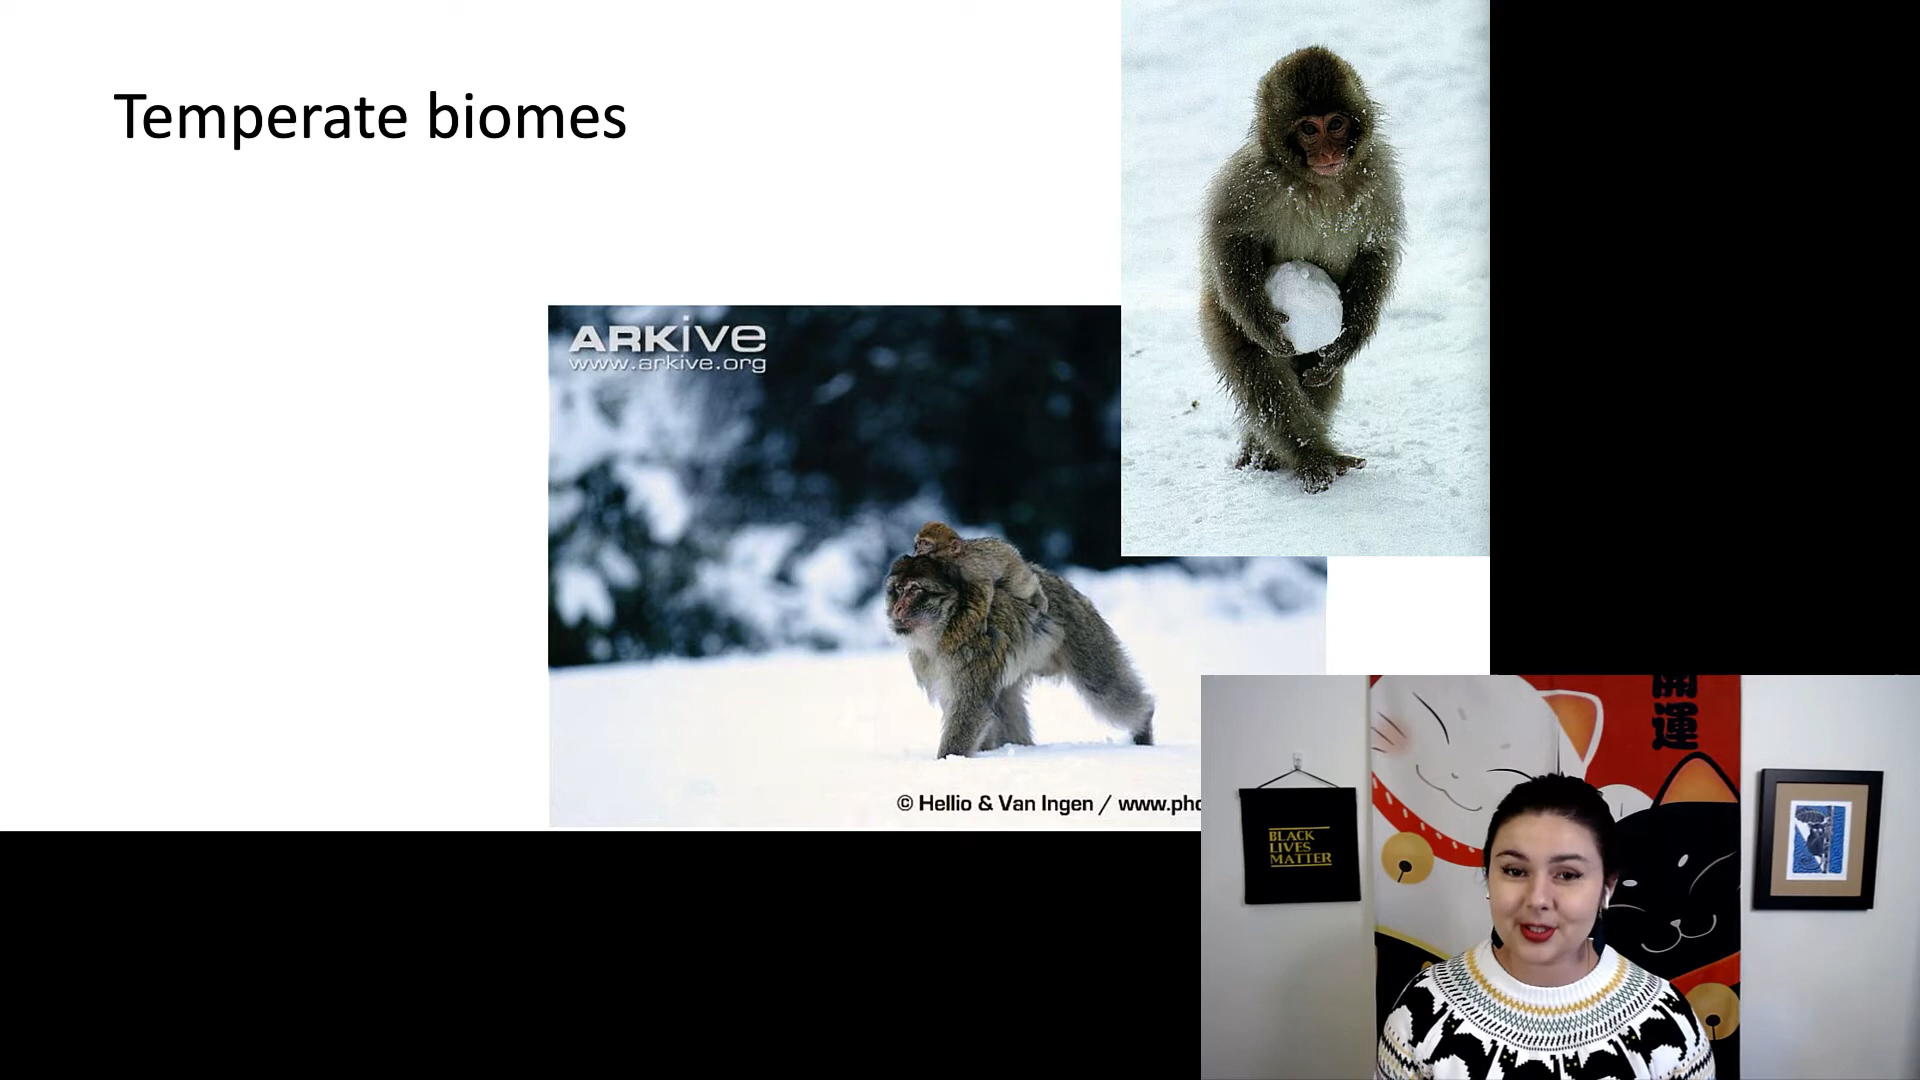 Temperate biomes
ARKive
www.arkive.org
© Hellio & Van Ingen / www.pho
開
運
BLACK
LIVES
MATTER